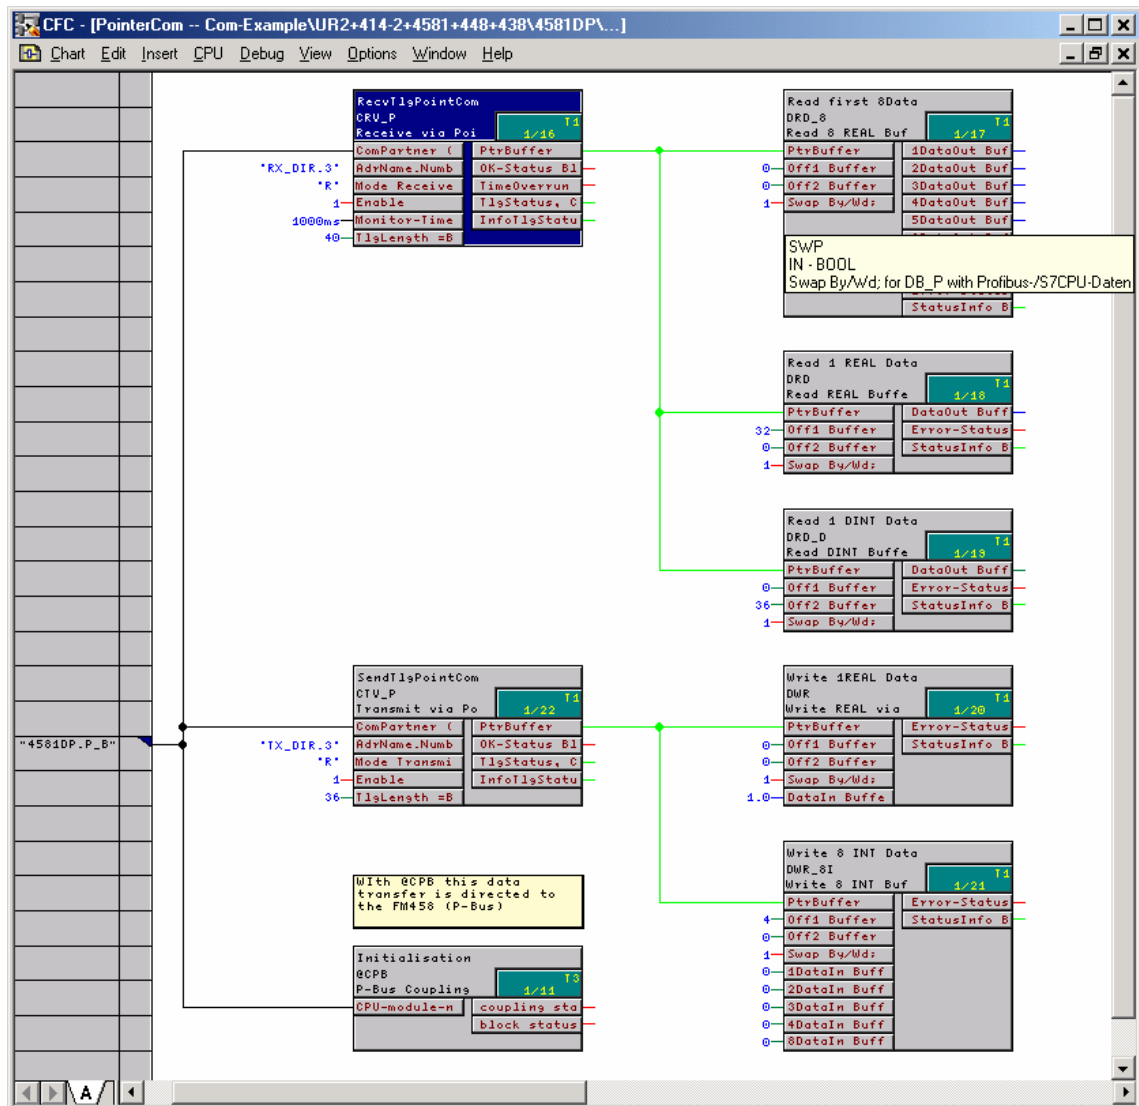 CFC - [PointerCom -- Com-Example\UR2+414-2+4581+448+438\4581DP\...]
Chart Edit Insert CPU Debug View Options Window Help
RecvTlgPointCom
CRV_P
Receive via Poi
T1
1/16
ComPartner ( PtrBuffer
"RX_DIR.3" AdrName.Numb OK-Status Bl
"R" Mode Receive TimeOverrun
1 Enable TlgStatus, C
1000ms Monitor-Time InfoTlgStatu
40 TlgLength =B
Read first 8Data
DRD_8
Read 8 REAL Buf
T1
1/17
PtrBuffer 1DataOut Buf
0 Off1 Buffer 2DataOut Buf
0 Off2 Buffer 3DataOut Buf
1 Swap By/Wd: 4DataOut Buf
5DataOut Buf
SWP
IN - BOOL
Swap By/Wd; for DB_P with Profibus-/S7CPU-Daten
StatusInfo B
Read 1 REAL Data
DRD
Read REAL Buffe
T1
1/18
PtrBuffer DataOut Buff
32 Off1 Buffer Error-Status
0 Off2 Buffer StatusInfo B
1 Swap By/Wd:
Read 1 DINT Data
DRD_D
Read DINT Buffe
T1
1/19
PtrBuffer DataOut Buff
0 Off1 Buffer Error-Status
36 Off2 Buffer StatusInfo B
1 Swap By/Wd:
"4581DP.P_B"
SendTlgPointCom
CTV_P
Transmit via Po
T1
1/22
ComPartner ( PtrBuffer
"TX_DIR.3" AdrName.Numb OK-Status Bl
"R" Mode Transmi TlgStatus, C
1 Enable InfoTlgStatu
36 TlgLength =B
Write 1REAL Data
DWR
Write REAL via
T1
1/20
PtrBuffer Error-Status
0 Off1 Buffer StatusInfo B
0 Off2 Buffer
1 Swap By/Wd:
1.0 DataIn Buffe
WIth @CPB this data
transfer is directed to
the FM458 (P-Bus)
Write 8 INT Data
DWR_8I
Write 8 INT Buf
T1
1/21
PtrBuffer Error-Status
4 Off1 Buffer StatusInfo B
0 Off2 Buffer
1 Swap By/Wd:
0 1DataIn Buff
0 2DataIn Buff
0 3DataIn Buff
0 4DataIn Buff
0 8DataIn Buff
Initialisation
@CPB
P-Bus Coupling
T3
1/11
CPU-module-n coupling sta
block status
A